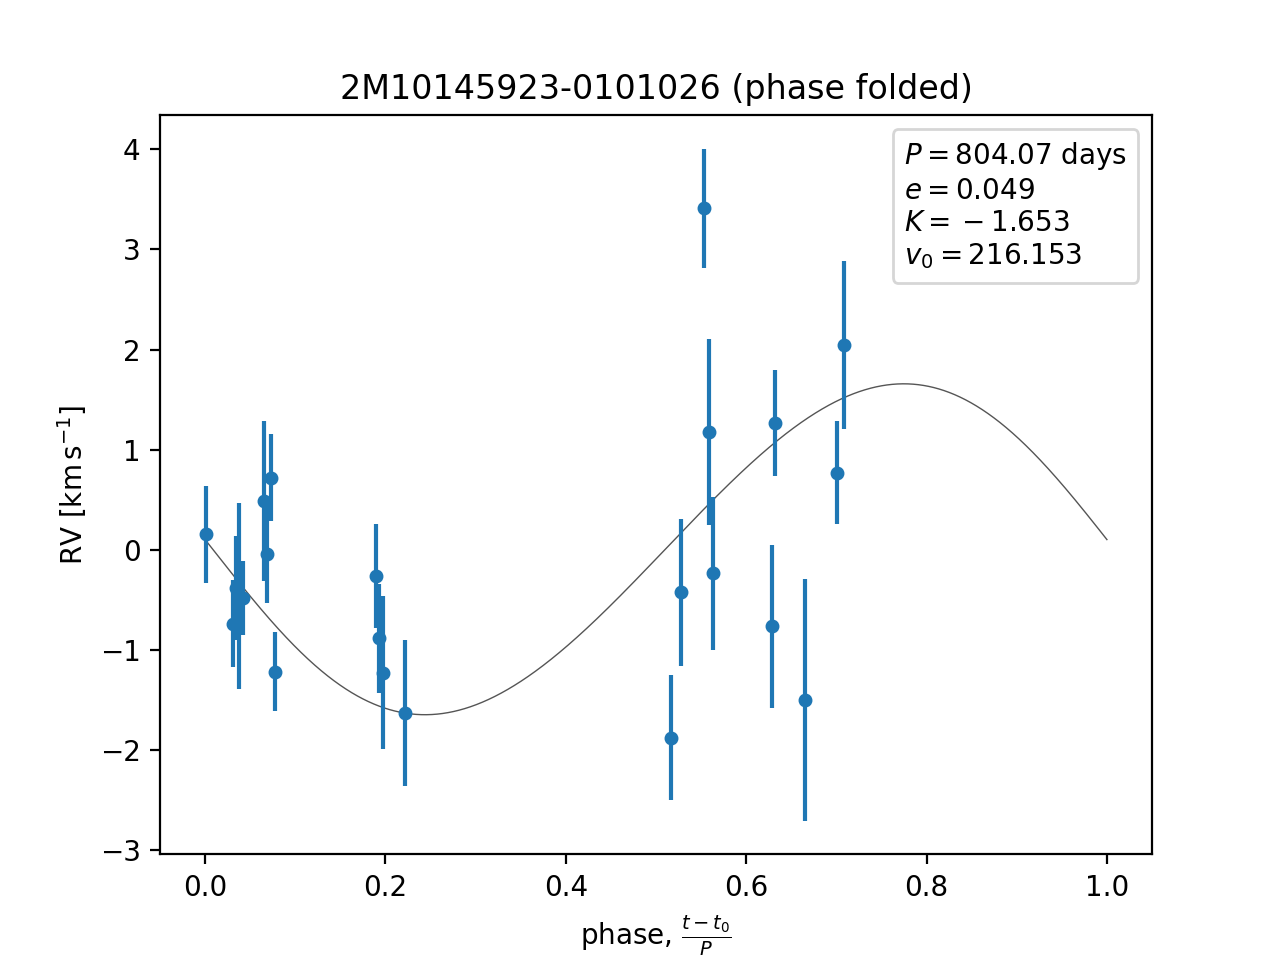 2M10145923-0101026 (phase folded)
P = 804.07 days
e = 0.049
K = −1.653
v₀ = 216.153
RV [km s⁻¹]
4
3
2
1
0
−1
−2
−3
0.0 0.2 0.4 0.6 0.8 1.0
phase, (t − t₀)/P